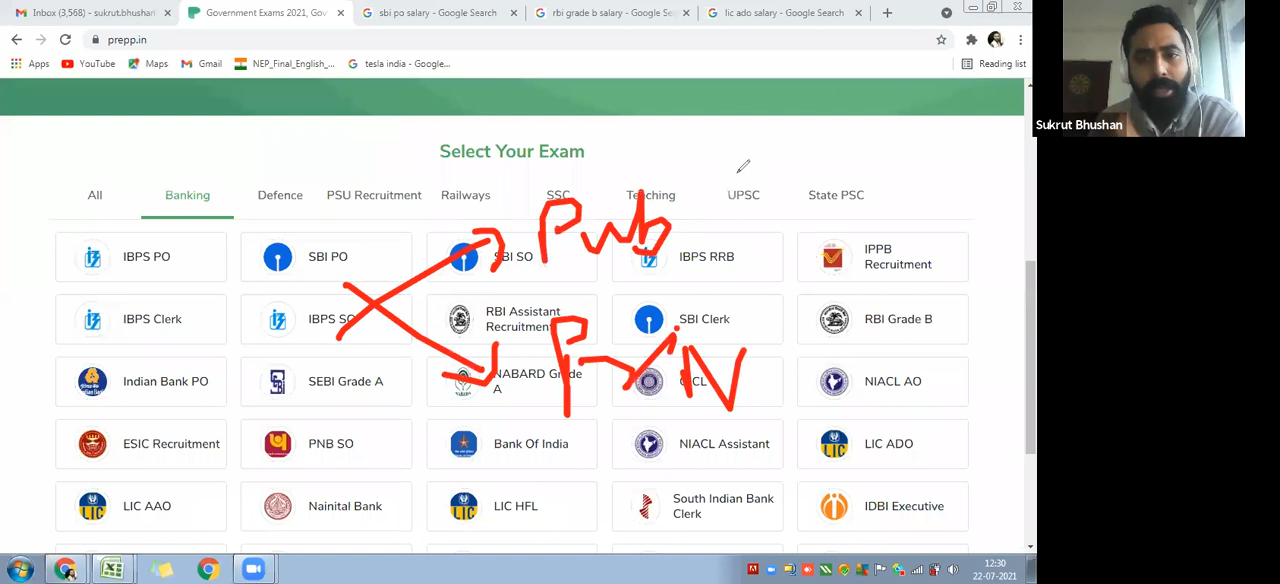 Inbox (3,568) - sukrut.bhushan
Government Exams 2021, Gov
sbi po salary - Google Search
rbi grade b salary - Google Se
lic ado salary - Google Search
prepp.in
Apps
YouTube
Maps
Gmail
NEP_Final_English_...
tesla india - Google...
Reading list
Sukrut Bhushan
Select Your Exam
All
Banking
Defence
PSU Recruitment
Railways
SSC
Teaching
UPSC
State PSC
Pub
IBPS PO
SBI PO
SBI SO
IBPS RRB
IPPB
Recruitment
IBPS Clerk
IBPS SO
RBI Assistant
Recruitment
SBI Clerk
RBI Grade B
Priv
Indian Bank PO
SEBI Grade A
NABARD Grade
A
NIACL AO
ESIC Recruitment
PNB SO
Bank Of India
NIACL Assistant
LIC ADO
LIC AAO
Nainital Bank
LIC HFL
South Indian Bank
Clerk
IDBI Executive
12:30
22-07-2021